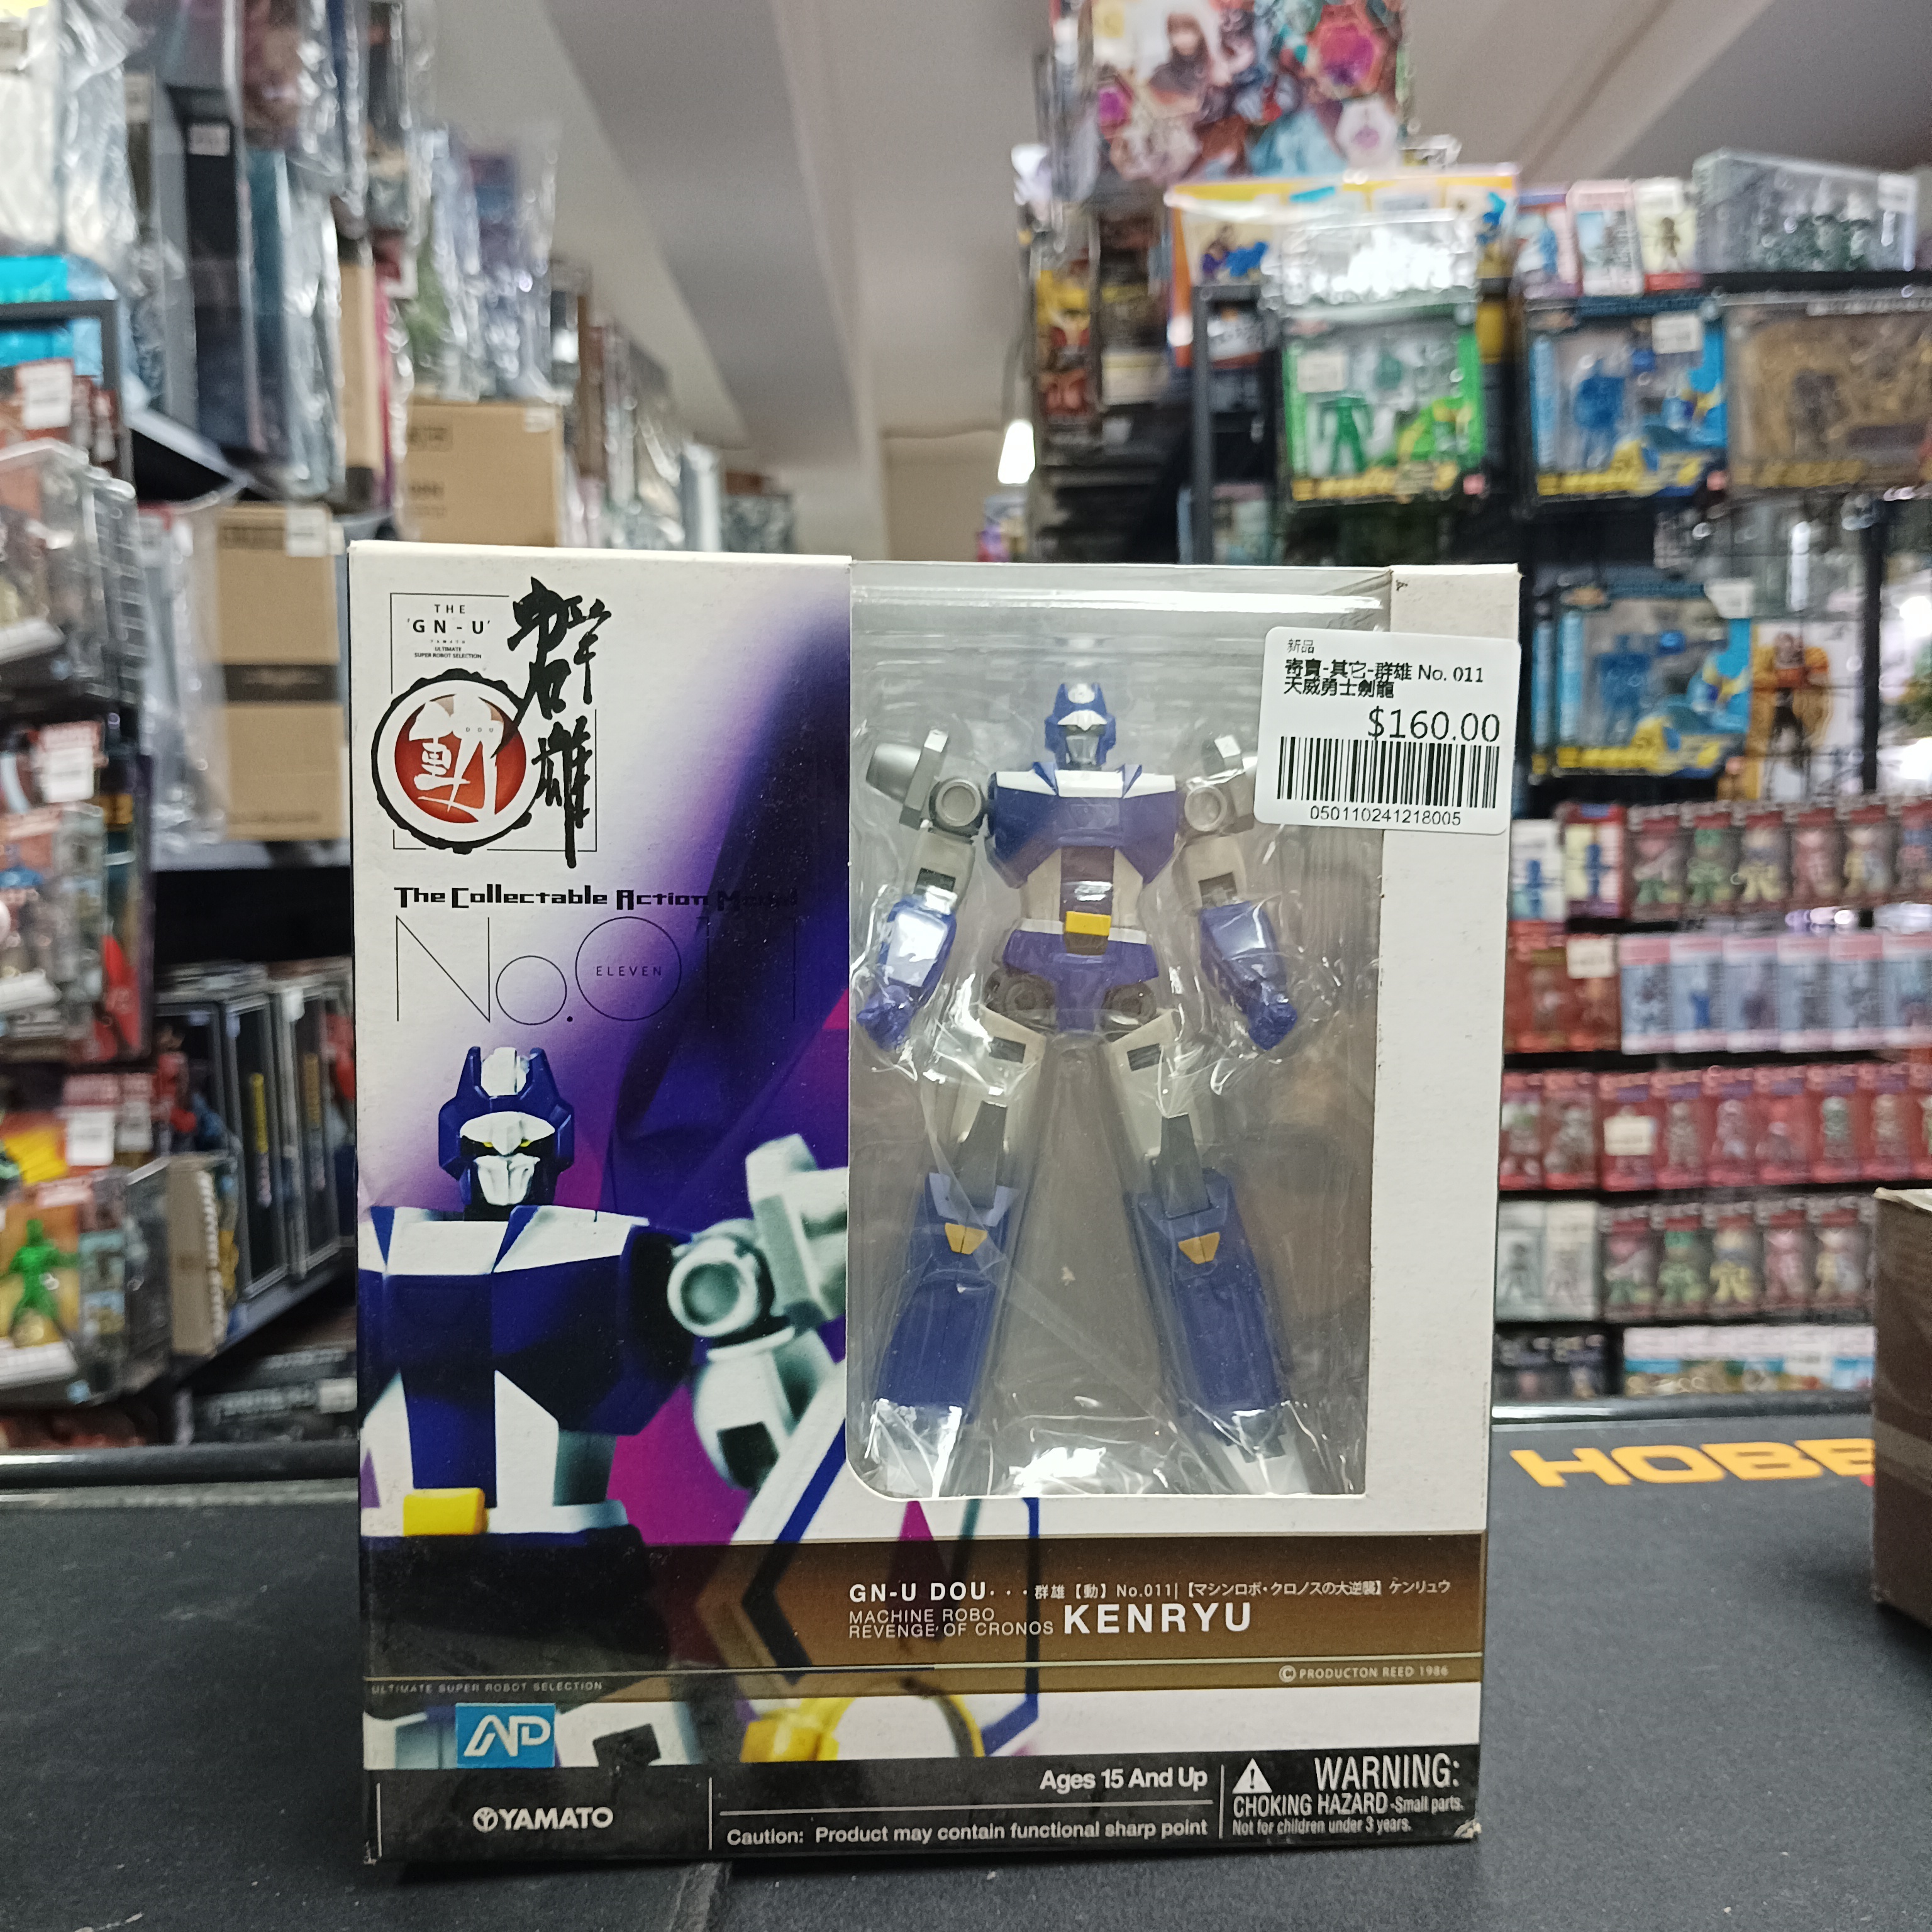 THE
'GN-U'
YAMATO
ULTIMATE
SUPER ROBOT SELECTION
群雄
動
DOU
The Collectable Action Model
No.011
ELEVEN
新品
寄賣-其它-群雄 No. 011
天威勇士劍龍
$160.00
050110241218005
GN-U DOU・・・群雄【動】No.011|【マシンロボ・クロノスの大逆襲】ケンリュウ
MACHINE ROBO
REVENGE OF CRONOS KENRYU
© PRODUCTON REED 1986
ULTIMATE SUPER ROBOT SELECTION
YAMATO
Ages 15 And Up
Caution: Product may contain functional sharp point
WARNING:
CHOKING HAZARD-Small parts.
Not for children under 3 years.